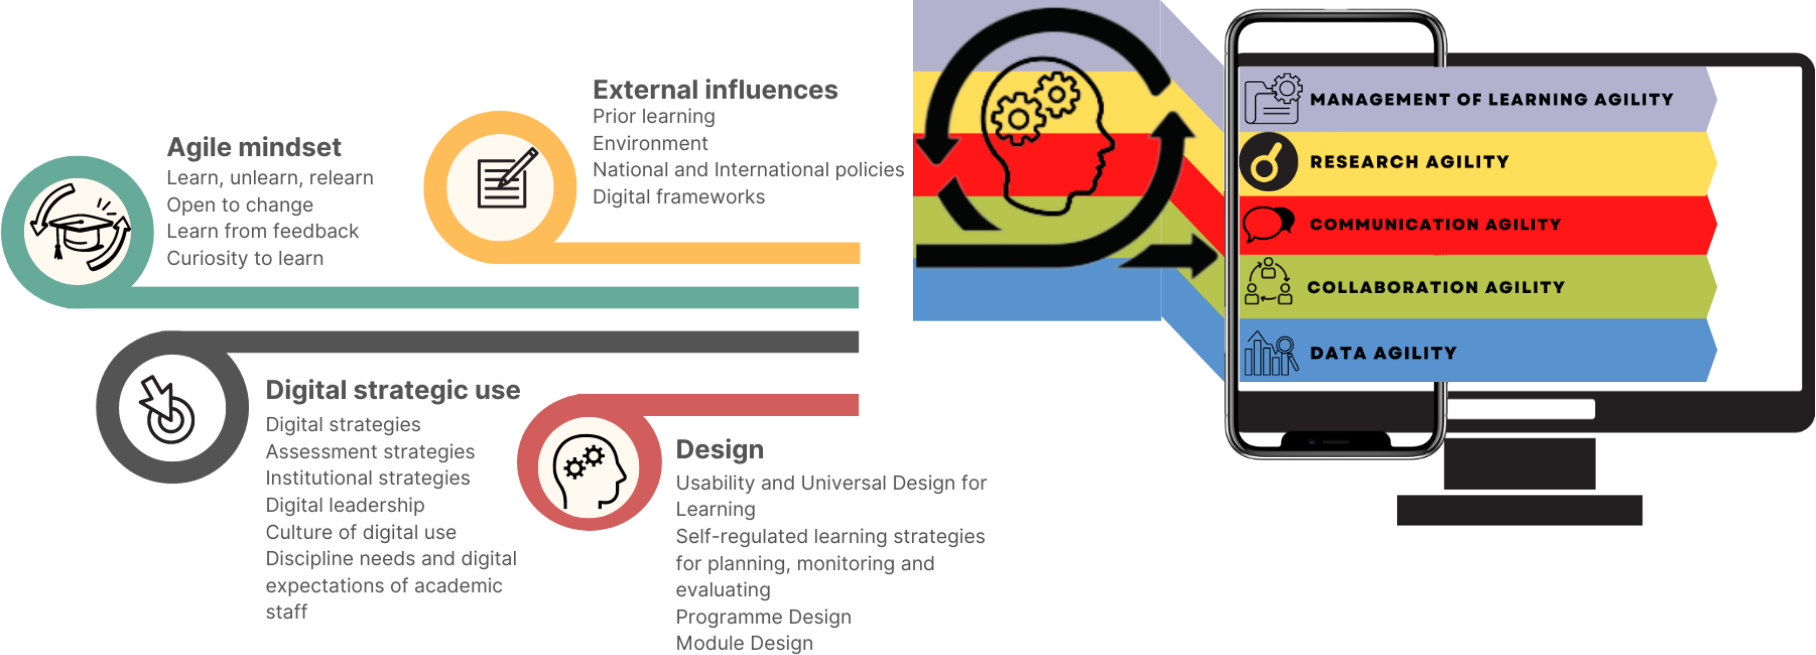 Agile mindset
Learn, unlearn, relearn
Open to change
Learn from feedback
Curiosity to learn
External influences
Prior learning
Environment
National and International policies
Digital frameworks
Digital strategic use
Digital strategies
Assessment strategies
Institutional strategies
Digital leadership
Culture of digital use
Discipline needs and digital
expectations of academic
staff
Design
Usability and Universal Design for
Learning
Self-regulated learning strategies
for planning, monitoring and
evaluating
Programme Design
Module Design
MANAGEMENT OF LEARNING AGILITY
RESEARCH AGILITY
COMMUNICATION AGILITY
COLLABORATION AGILITY
DATA AGILITY